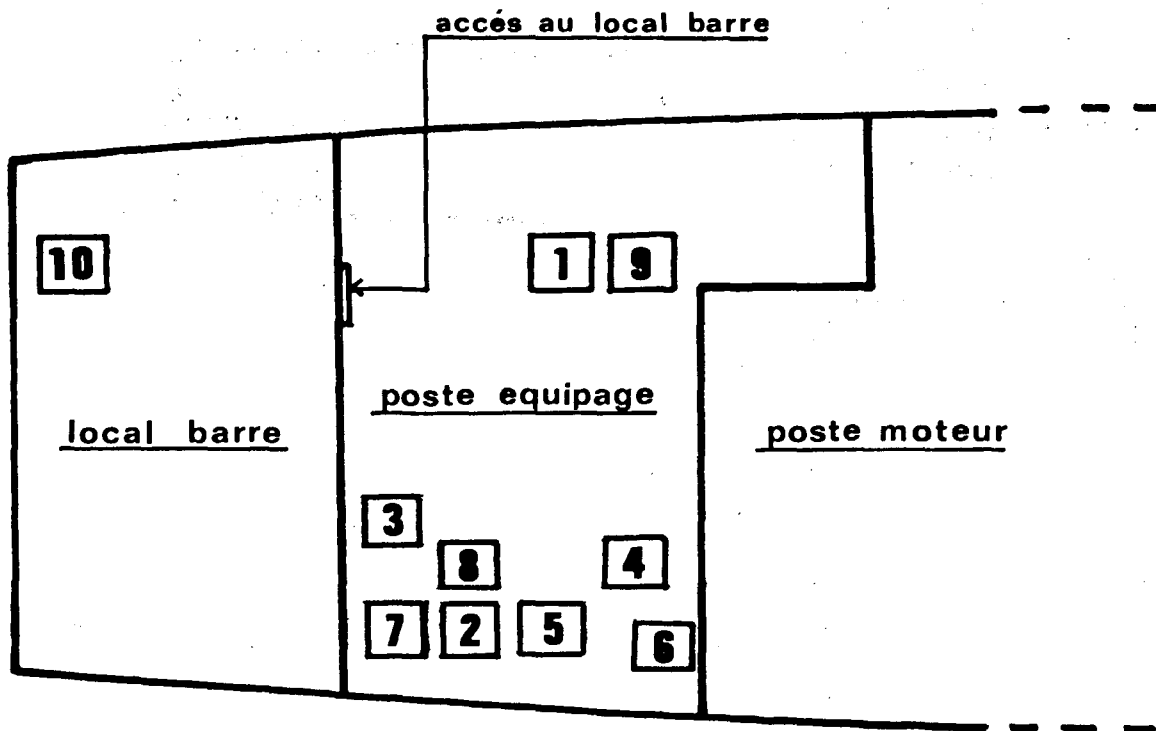 accés au local barre
10
1 9
poste equipage
local barre
poste moteur
3
8
4
7 2 5
6